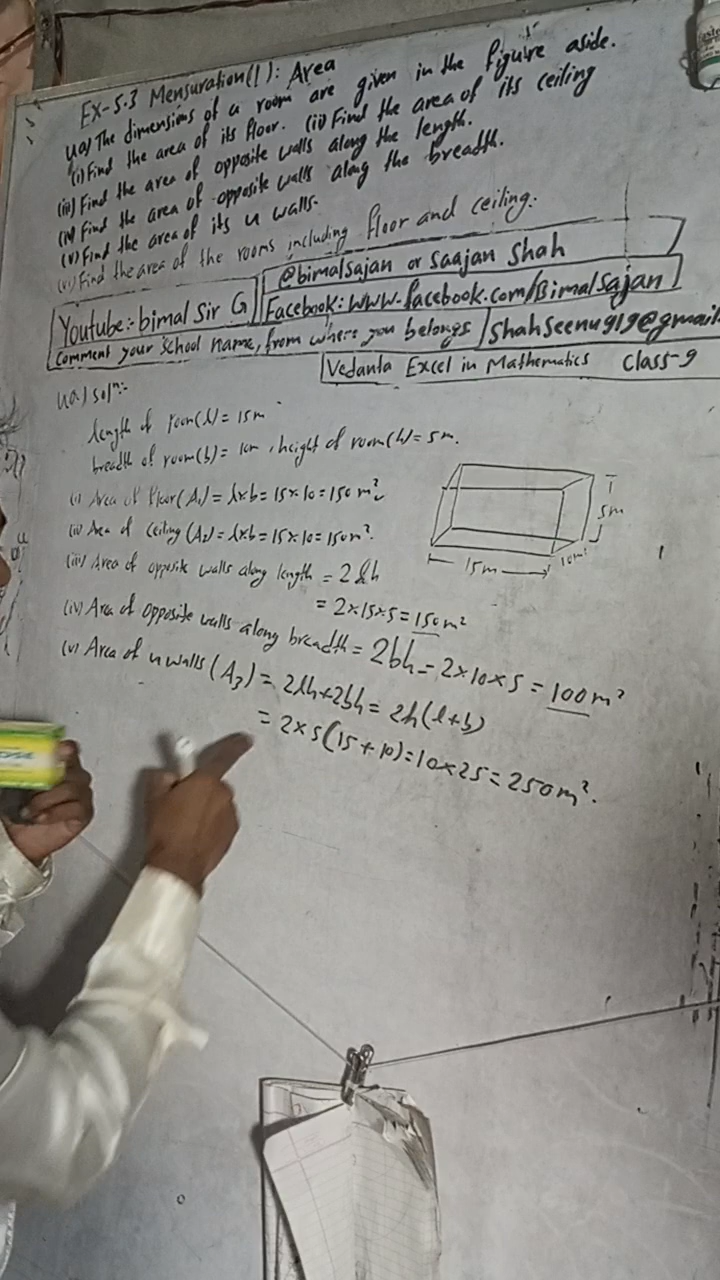 Ex-5.3 Mensuration(I): Area
4a) The dimensions of a room are given in the figure aside.
(i) Find the area of its floor. (ii) Find the area of its ceiling
(iii) Find the area of opposite walls along the length.
(iv) Find the area of opposite walls along the breadth.
(v) Find the area of its 4 walls.
(vi) Find the area of the rooms including floor and ceiling.
@bimalsajan or Saajan Shah
Youtube:- bimal Sir G
Facebook: www.facebook.com/Bimalsajan
Comment your school name, from where you belongs
Shahseenu919@gmail.
Vedanta Excel in Mathematics Class-9
4a) Solⁿ:-
length of room(l) = 15m
breadth of room(b) = 10m, height of room(h) = 5m.
(i) Area of floor(A₁) = l×b = 15×10 = 150 m²
(ii) Area of ceiling (A₂) = l×b = 15×10 = 150m².
(iii) Area of opposite walls along length = 2lh
= 2×15×5 = 150m²
(iv) Area of opposite walls along breadth = 2bh = 2×10×5 = 100m²
(v) Area of 4 walls (A₃) = 2lh+2bh = 2h(l+b)
= 2×5(15+10) = 10×25 = 250m².
5m
15m
10m